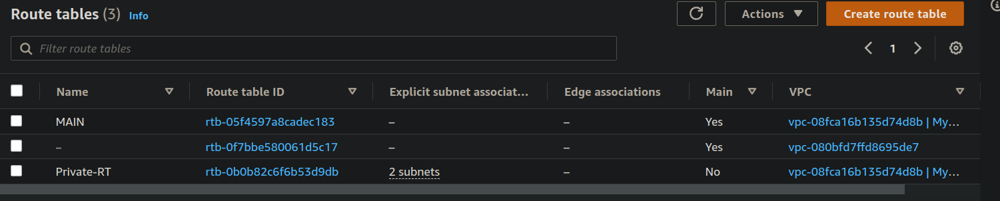 Route tables (3) Info Actions Create route table
Filter route tables 1
Name Route table ID Explicit subnet associat... Edge associations Main VPC
MAIN rtb-05f4597a8cadec183 – – Yes vpc-08fca16b135d74d8b | My...
– rtb-0f7bbe580061d5c17 – – Yes vpc-080bfd7ffd8695de7
Private-RT rtb-0b0b82c6f6b53d9db 2 subnets – No vpc-08fca16b135d74d8b | My...